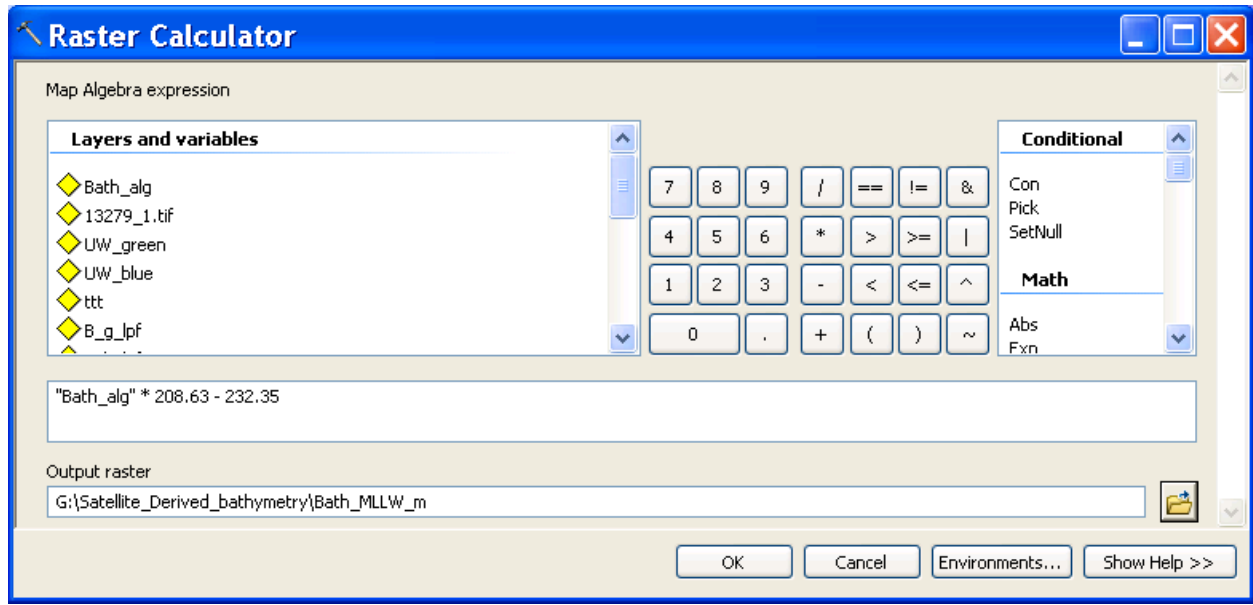 Raster Calculator
Map Algebra expression
Layers and variables
Bath_alg
13279_1.tif
UW_green
UW_blue
ttt
B_g_lpf
7 8 9 / == != &
4 5 6 * > >= |
1 2 3 - < <= ^
0 . + ( ) ~
Conditional
Con
Pick
SetNull
Math
Abs
Exp
"Bath_alg" * 208.63 - 232.35
Output raster
G:\Satellite_Derived_bathymetry\Bath_MLLW_m
OK Cancel Environments... Show Help >>